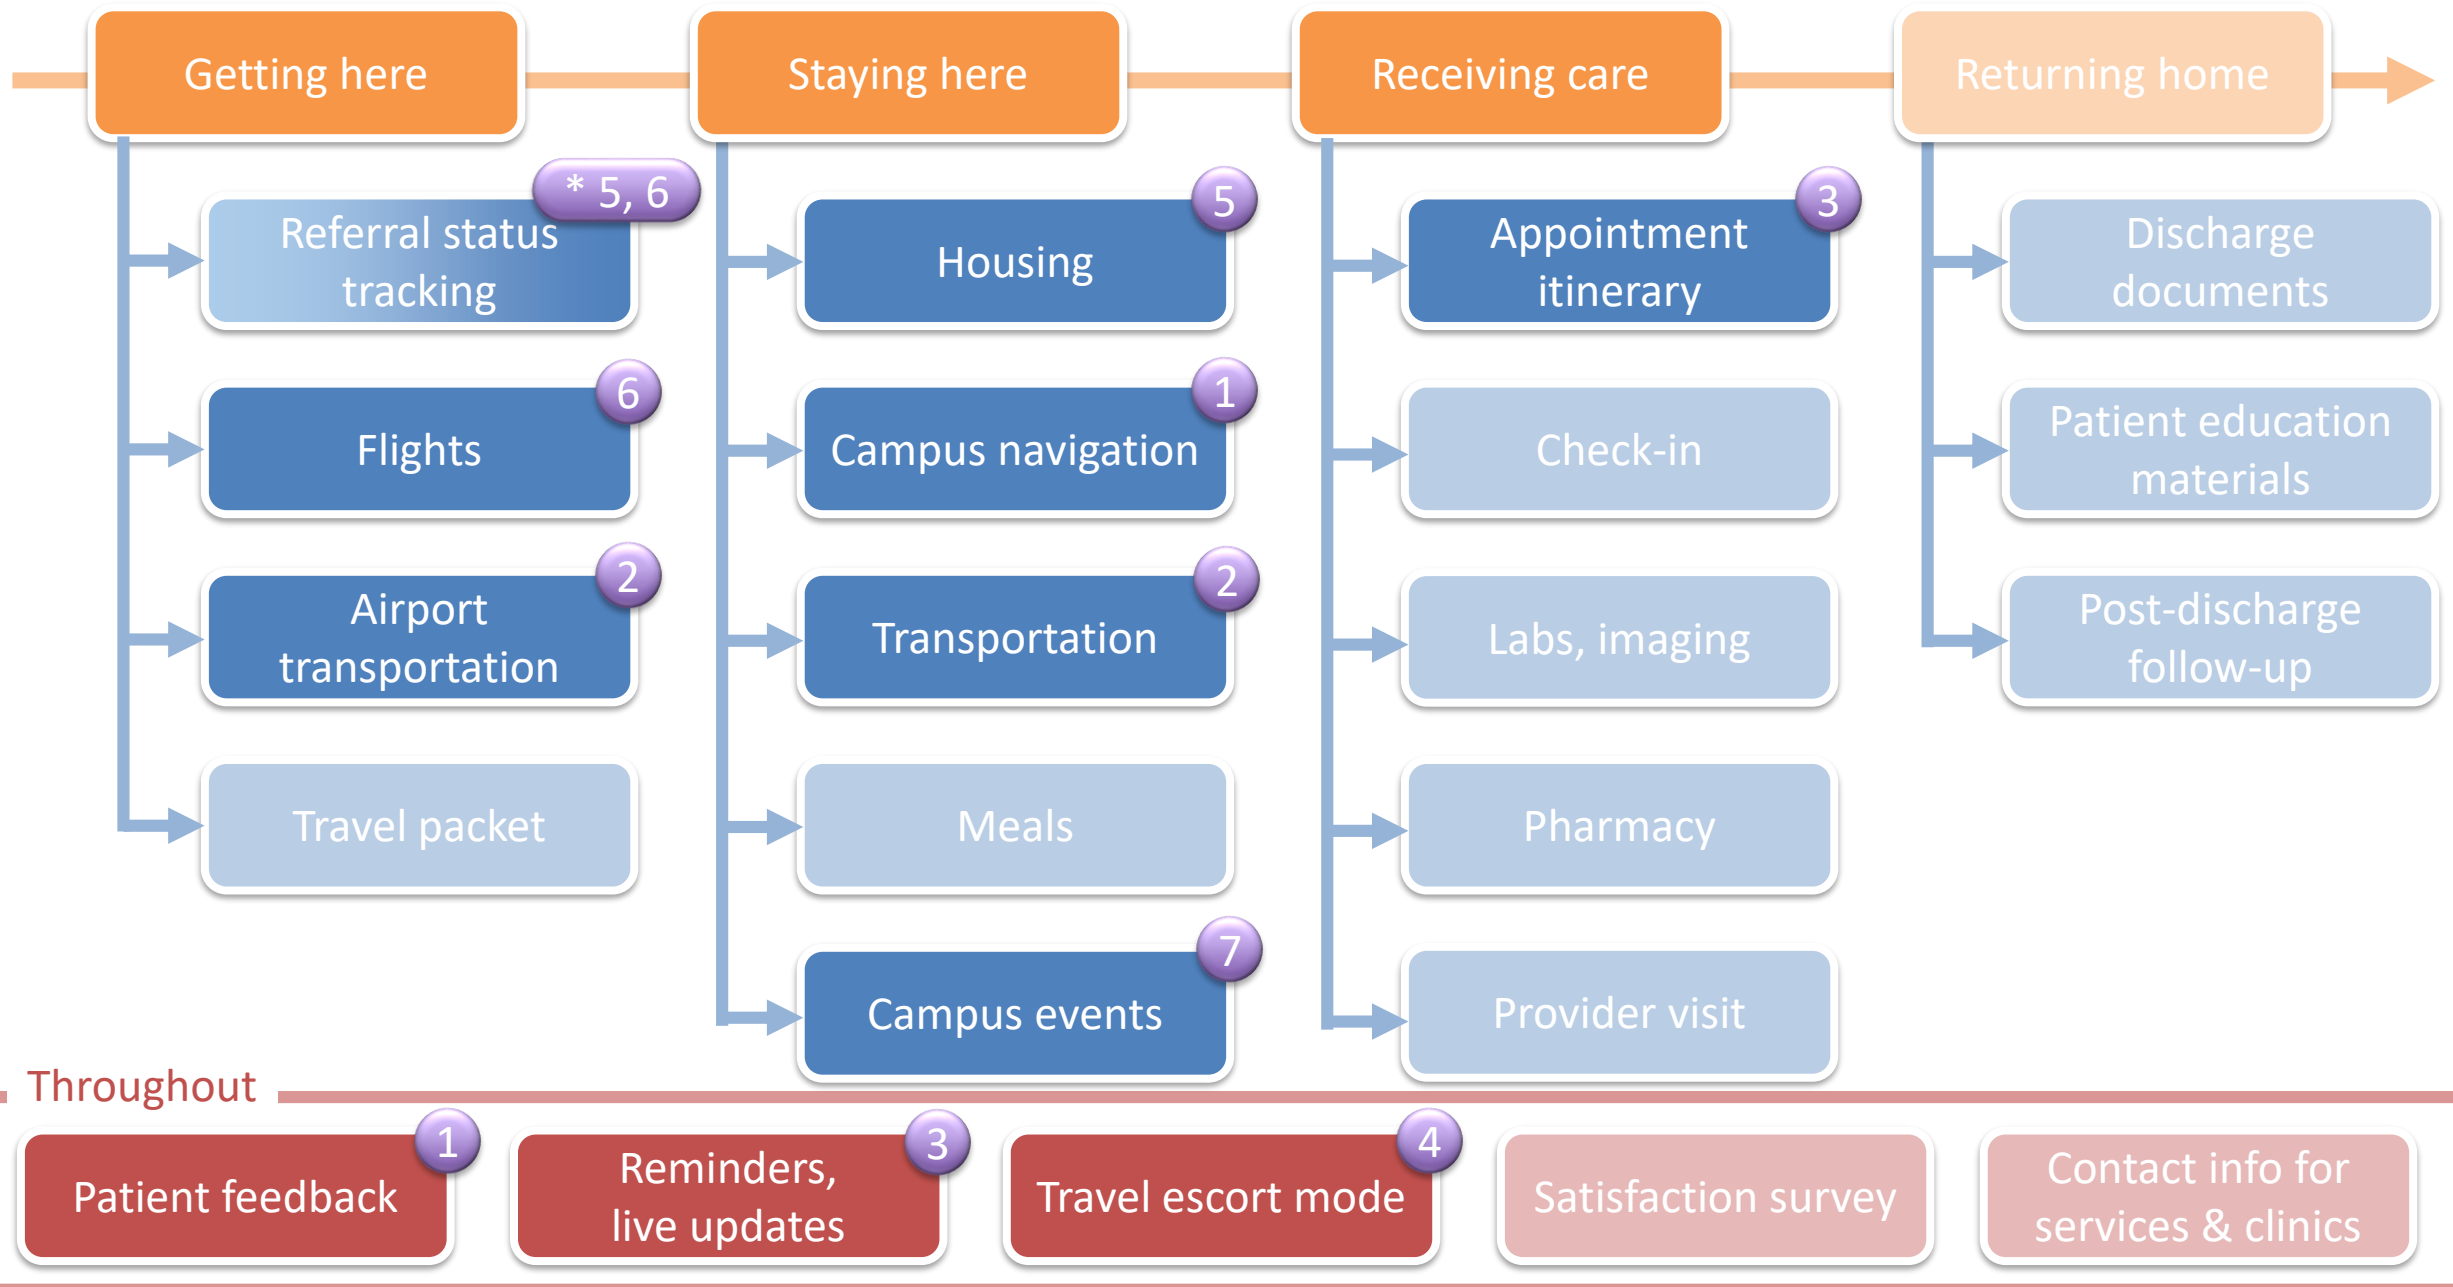 Getting here
Staying here
Receiving care
Returning home
* 5, 6
Referral status
tracking
6
Flights
2
Airport
transportation
Travel packet
5
Housing
1
Campus navigation
2
Transportation
Meals
7
Campus events
3
Appointment
itinerary
Check-in
Labs, imaging
Pharmacy
Provider visit
Discharge
documents
Patient education
materials
Post-discharge
follow-up
Throughout
1
Patient feedback
3
Reminders,
live updates
4
Travel escort mode
Satisfaction survey
Contact info for
services & clinics